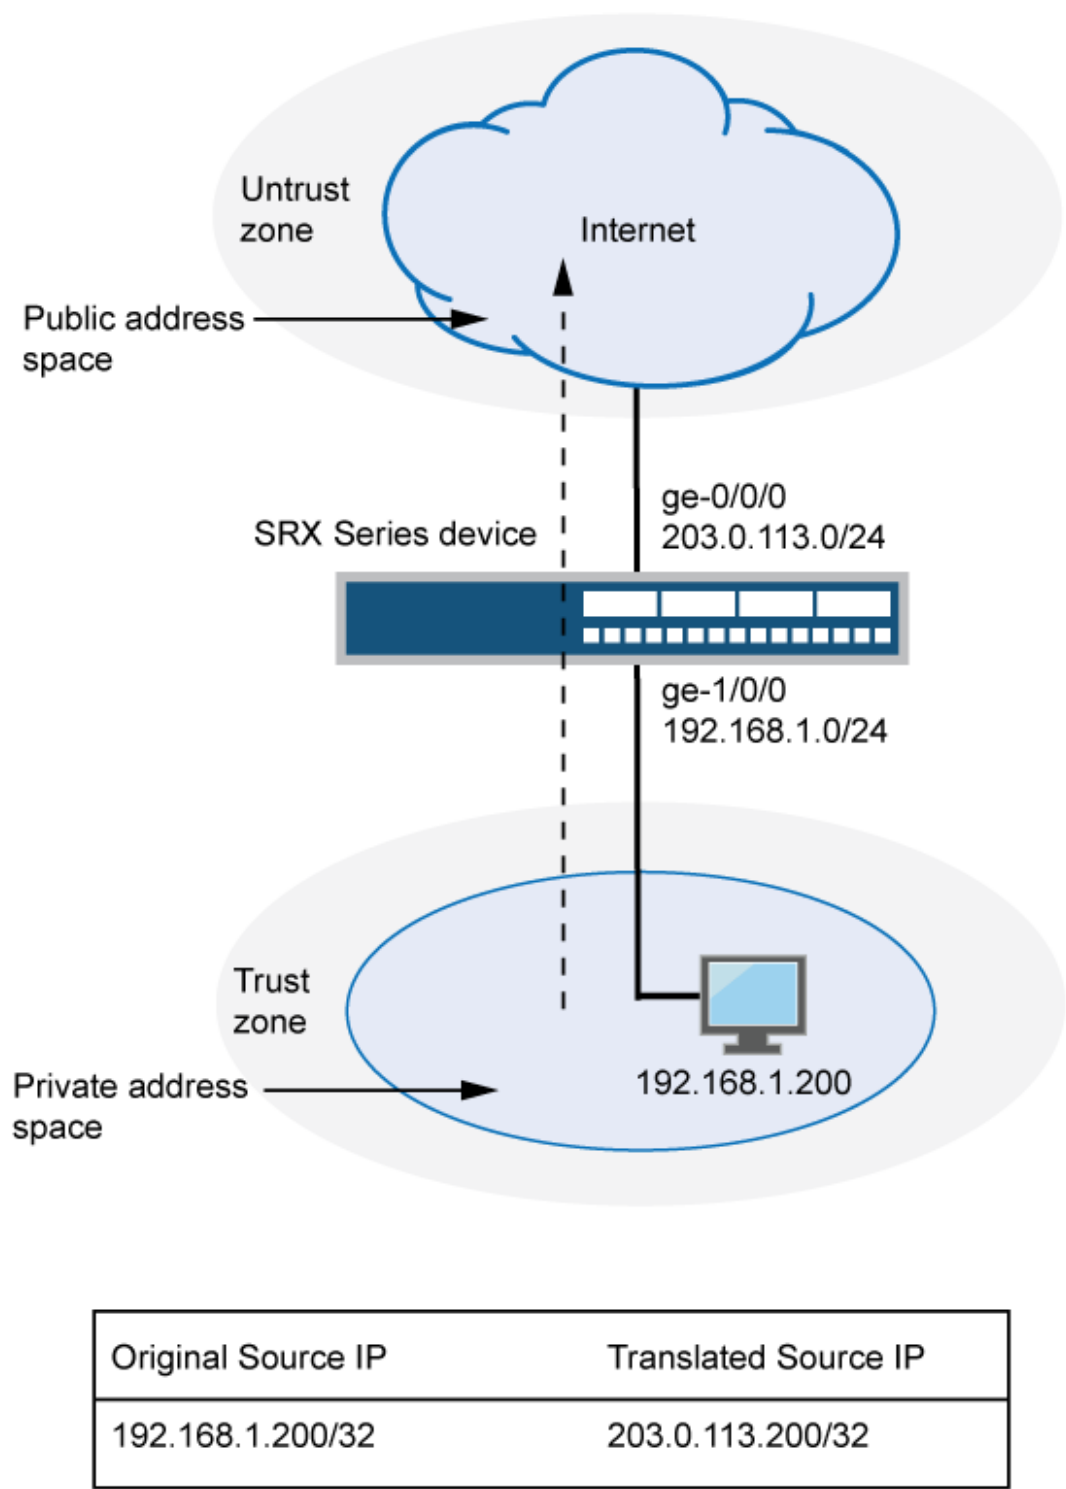 Untrust
zone
Internet
Public address
space
ge-0/0/0
203.0.113.0/24
SRX Series device
ge-1/0/0
192.168.1.0/24
Trust
zone
192.168.1.200
Private address
space
Original Source IP Translated Source IP
192.168.1.200/32 203.0.113.200/32